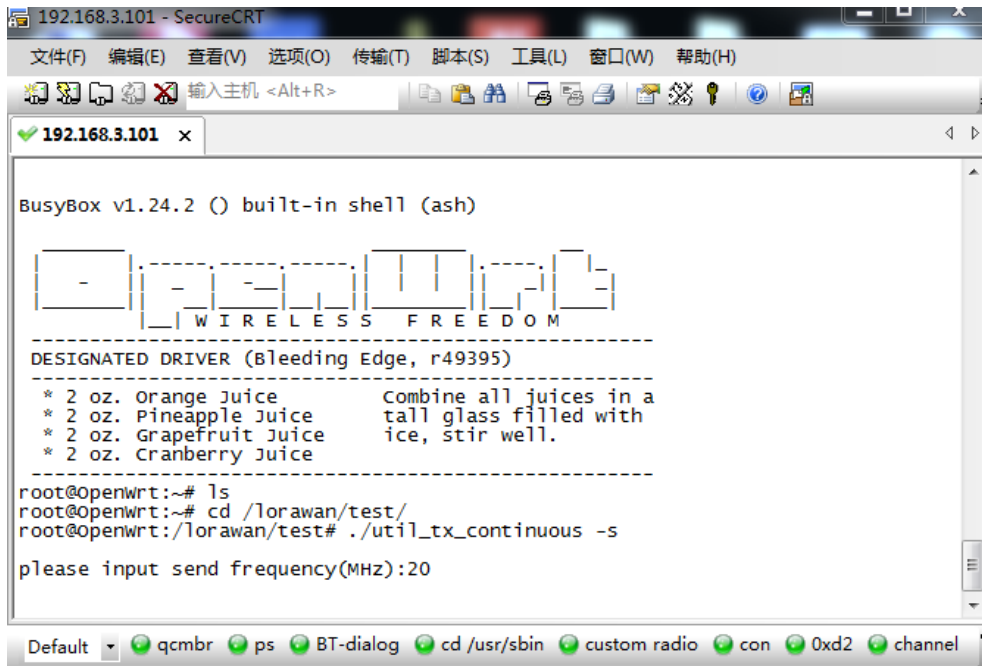 192.168.3.101 - SecureCRT
文件(F) 编辑(E) 查看(V) 选项(O) 传输(T) 脚本(S) 工具(L) 窗口(W) 帮助(H)
输入主机 <Alt+R>
192.168.3.101 x
BusyBox v1.24.2 () built-in shell (ash)
OpenWrt
W I R E L E S S F R E E D O M
DESIGNATED DRIVER (Bleeding Edge, r49395)
* 2 oz. Orange Juice Combine all juices in a
* 2 oz. Pineapple Juice tall glass filled with
* 2 oz. Grapefruit Juice ice, stir well.
* 2 oz. Cranberry Juice
root@OpenWrt:~# ls
root@OpenWrt:~# cd /lorawan/test/
root@OpenWrt:/lorawan/test# ./util_tx_continuous -s
please input send frequency(MHz):20
Default qcmbr ps BT-dialog cd /usr/sbin custom radio con 0xd2 channel